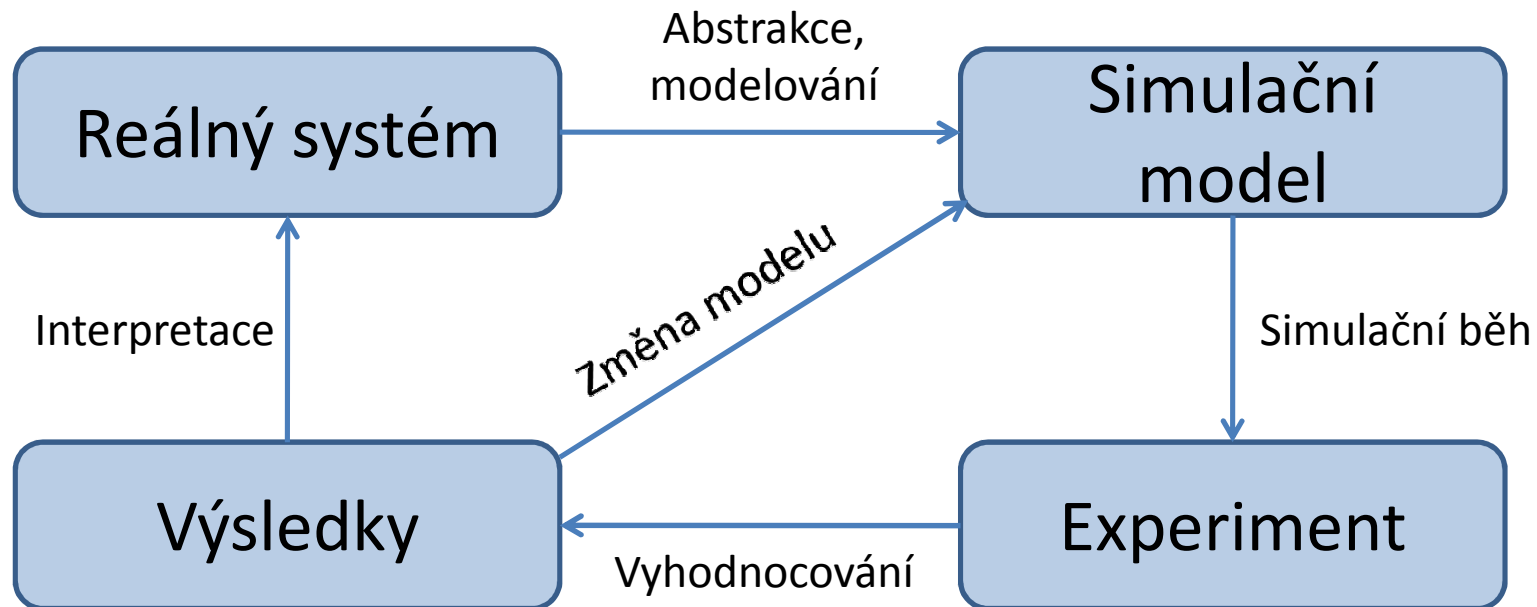 Abstrakce,
modelování
Reálný systém
Simulační
model
Změna modelu
Interpretace
Simulační běh
Výsledky
Experiment
Vyhodnocování